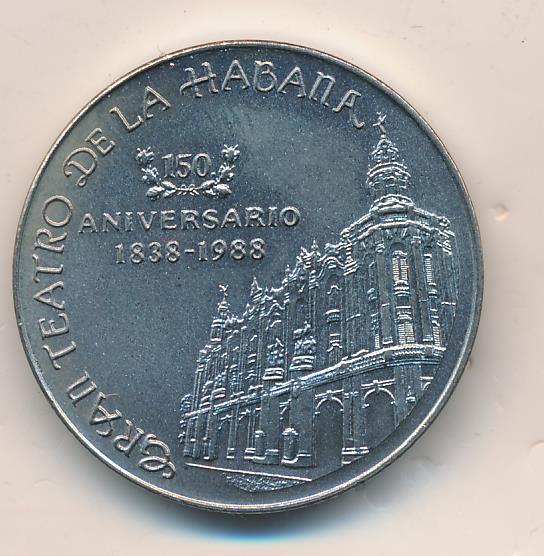 GRAN TEATRO DE LA HABANA
150
ANIVERSARIO
1838-1988